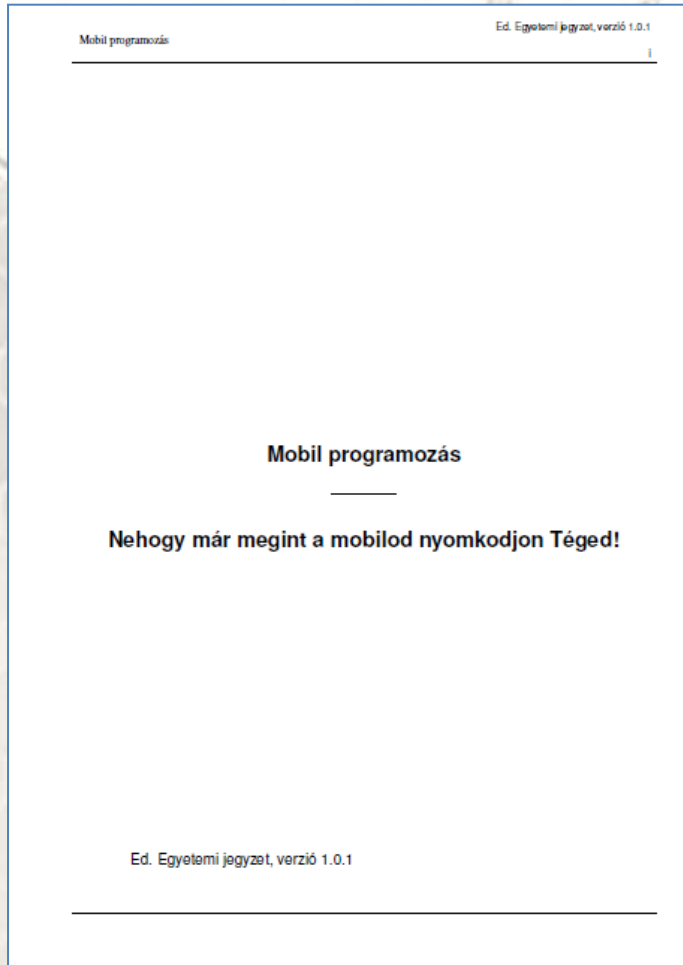 Mobil programozás
Ed. Egyetemi jegyzet, verzió 1.0.1
i
Mobil programozás
Nehogy már megint a mobilod nyomkodjon Téged!
Ed. Egyetemi jegyzet, verzió 1.0.1